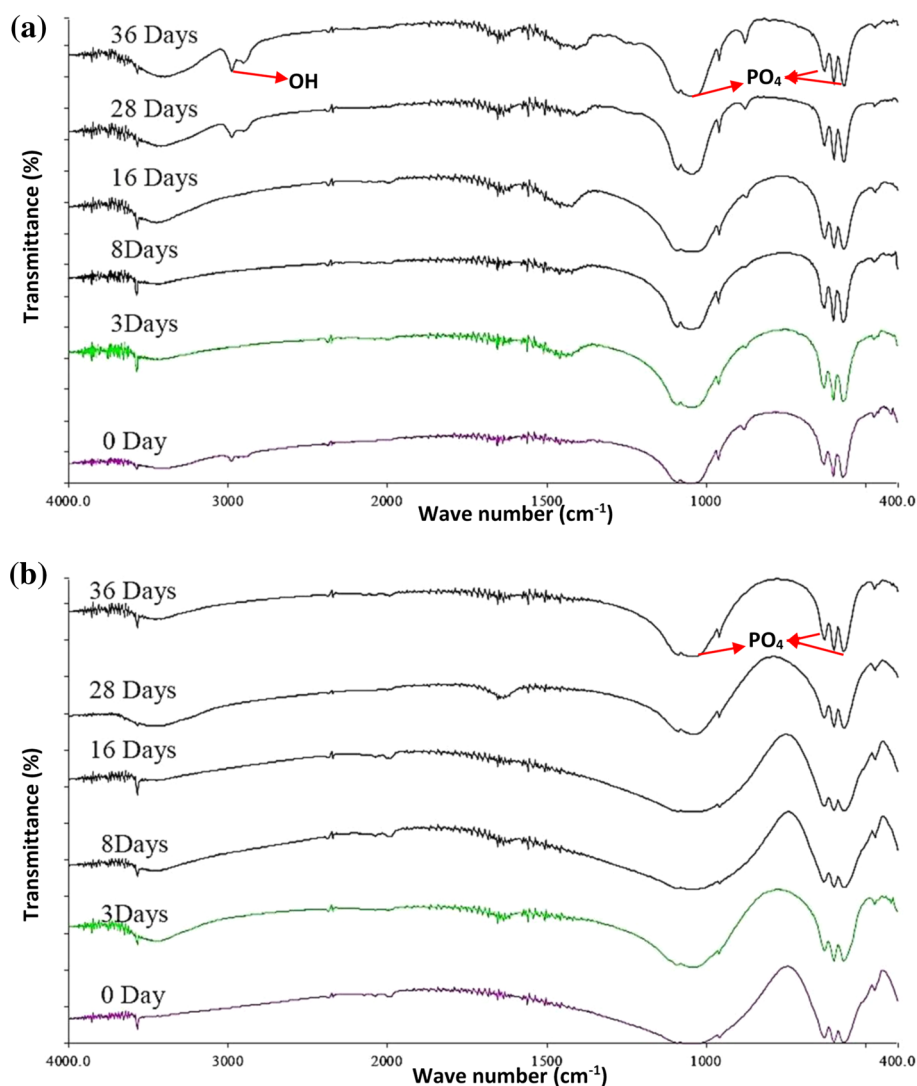 (a)
36 Days
OH
PO₄
28 Days
16 Days
8Days
3Days
0 Day
Transmittance (%)
4000.0 3000 2000 1500 1000 400.0
Wave number (cm⁻¹)
(b)
36 Days
PO₄
28 Days
16 Days
8Days
3Days
0 Day
Transmittance (%)
4000.0 3000 2000 1500 1000 400.0
Wave number (cm⁻¹)